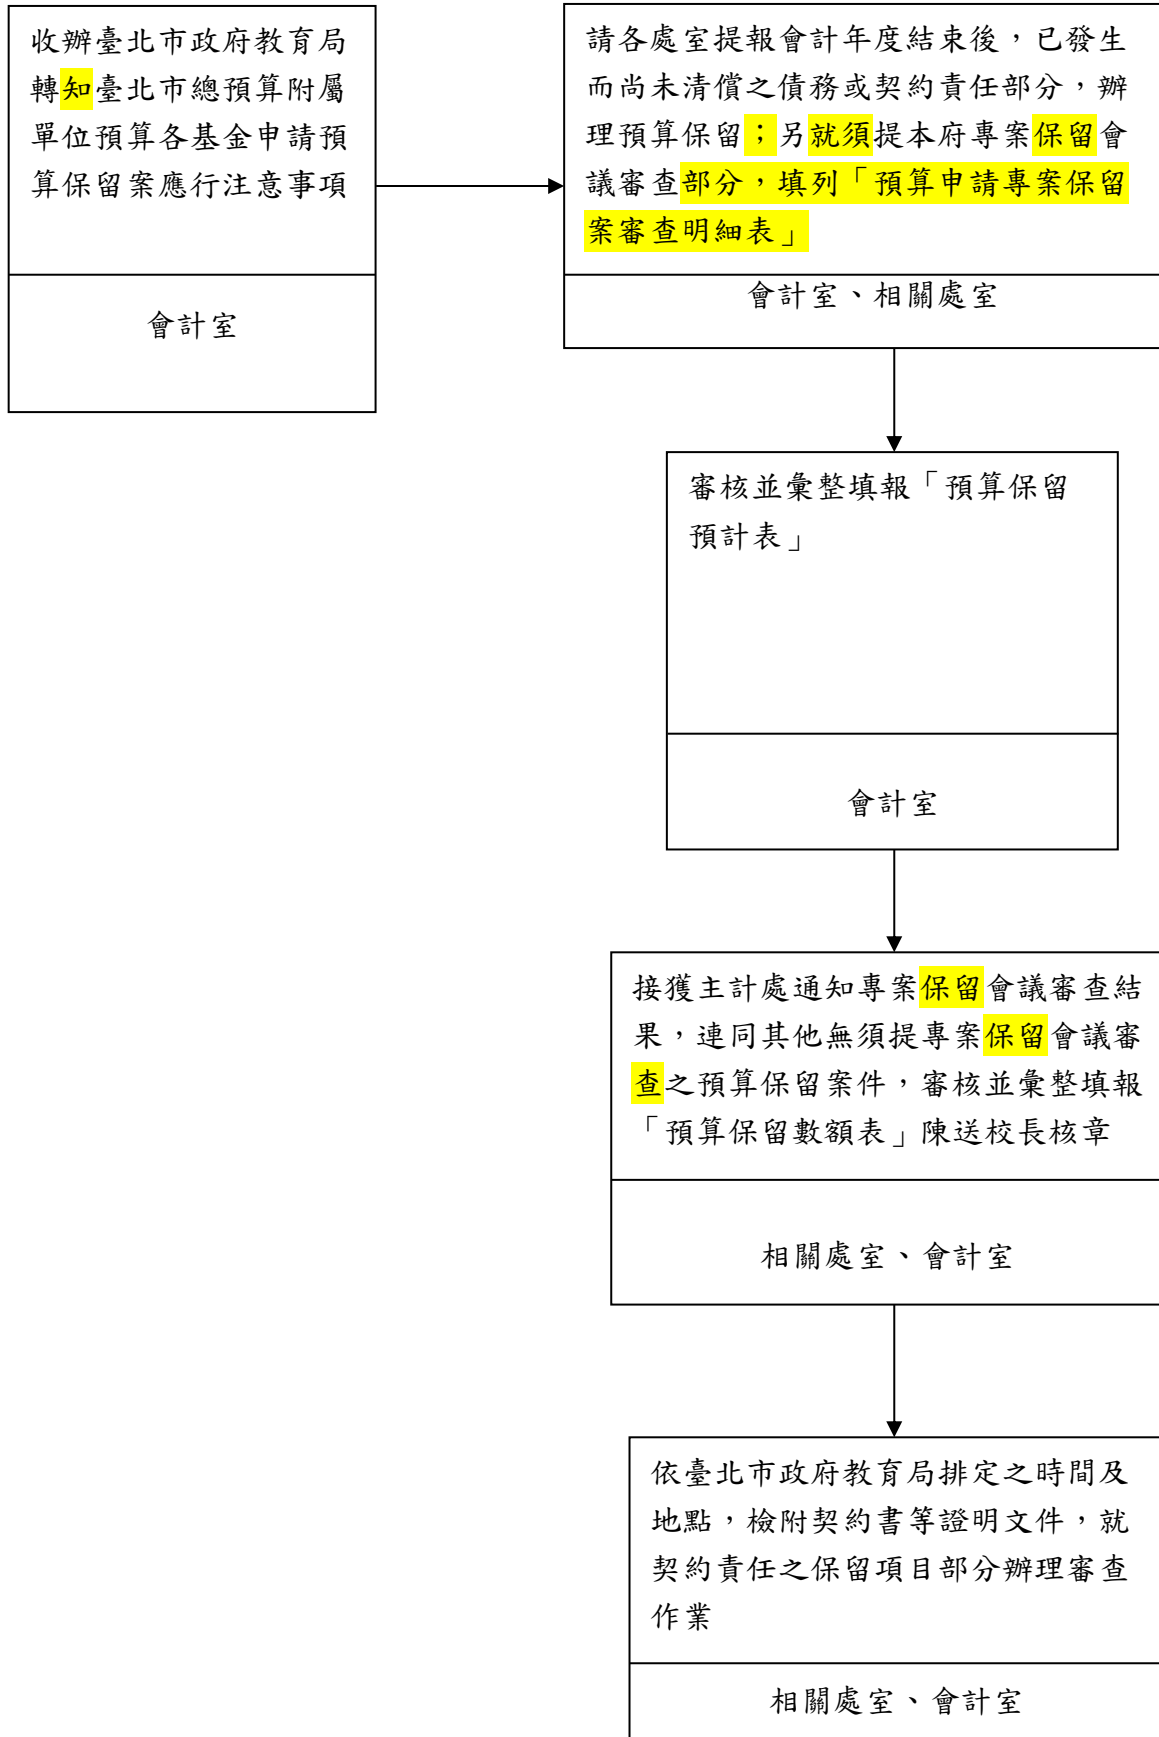 收辦臺北市政府教育局
轉知臺北市總預算附屬
單位預算各基金申請預
算保留案應行注意事項
會計室
請各處室提報會計年度結束後，已發生
而尚未清償之債務或契約責任部分，辦
理預算保留；另就須提本府專案保留會
議審查部分，填列「預算申請專案保留
案審查明細表」
會計室、相關處室
審核並彙整填報「預算保留
預計表」
會計室
接獲主計處通知專案保留會議審查結
果，連同其他無須提專案保留會議審
查之預算保留案件，審核並彙整填報
「預算保留數額表」陳送校長核章
相關處室、會計室
依臺北市政府教育局排定之時間及
地點，檢附契約書等證明文件，就
契約責任之保留項目部分辦理審查
作業
相關處室、會計室